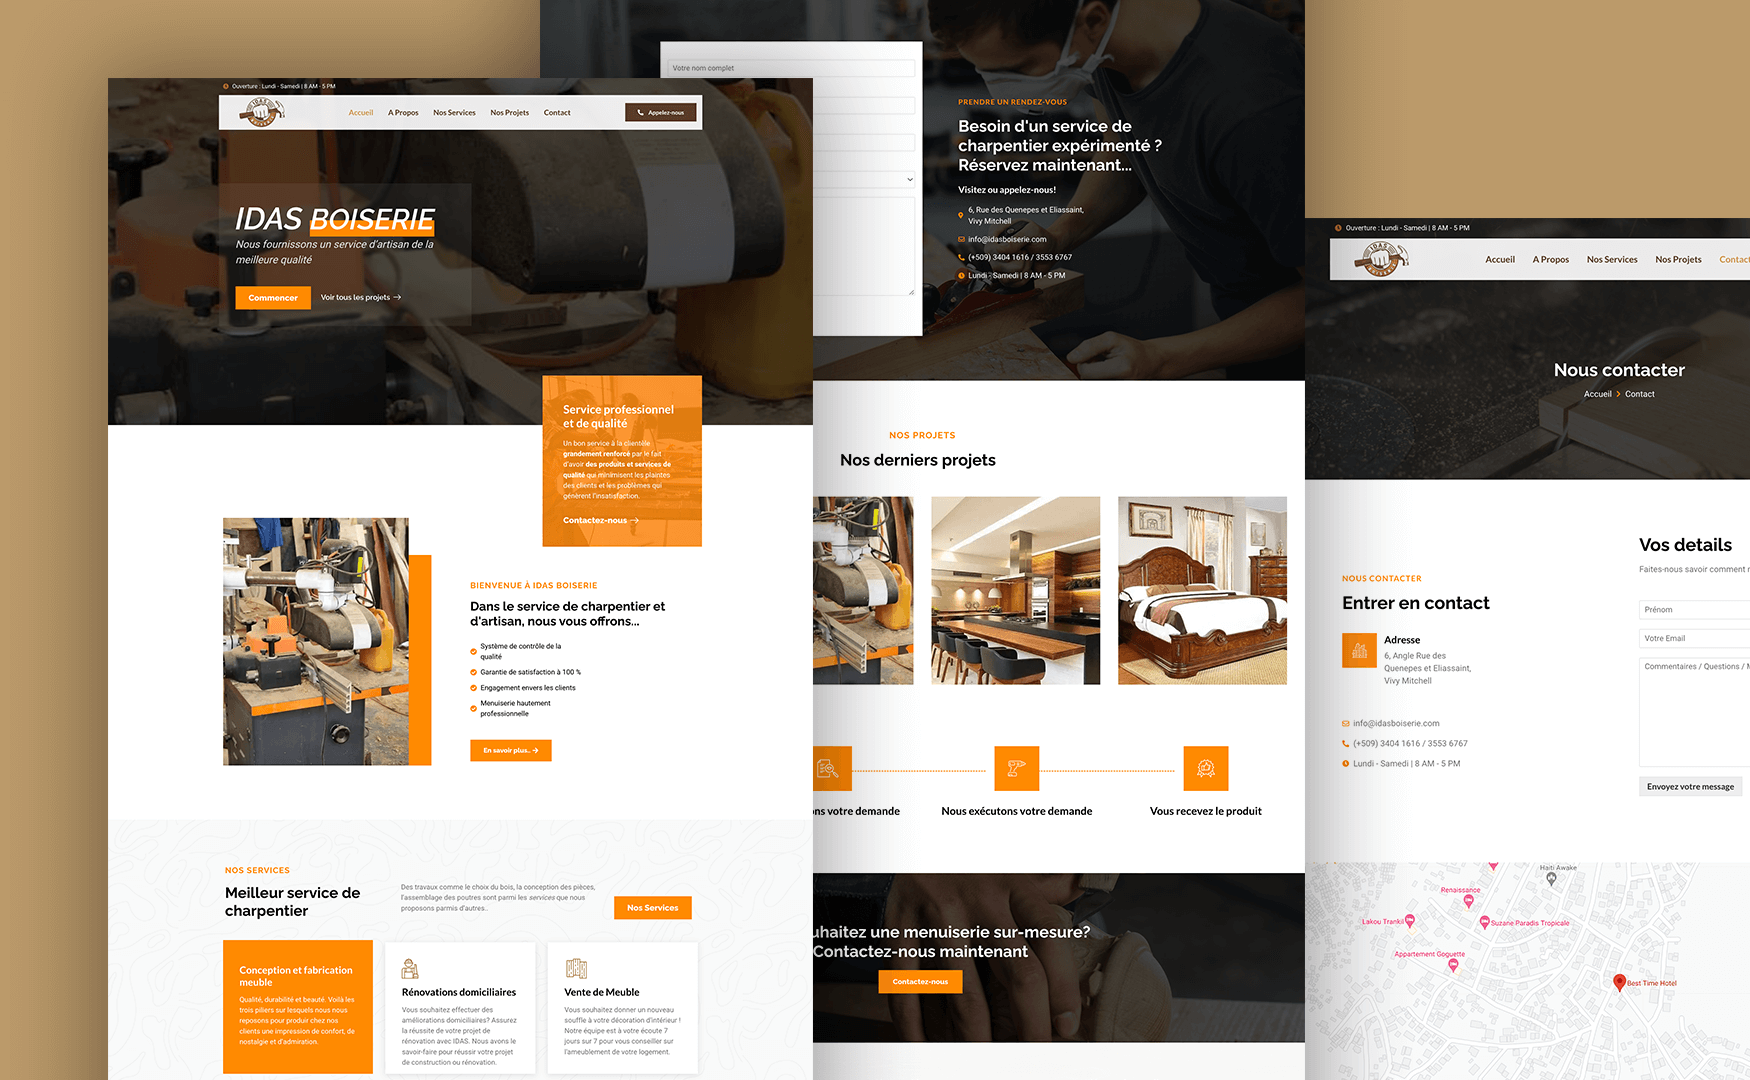 Ouverture : Lundi - Samedi | 8 AM - 5 PM
IDAS
Accueil
A Propos
Nos Services
Nos Projets
Contact
Appelez-nous
IDAS BOISERIE
Nous fournissons un service d'artisan de la
meilleure qualité
Commencer
Voir tous les projets
Service professionnel
et de qualité
Un bon service à la clientèle
grandement renforcé par le fait
d'avoir des produits et services de
qualité qui minimisent les plaintes
des clients et les problèmes qui
génèrent l'insatisfaction.
Contactez-nous
BIENVENUE À IDAS BOISERIE
Dans le service de charpentier et
d'artisan, nous vous offrons...
Système de contrôle de la
qualité
Garantie de satisfaction à 100 %
Engagement envers les clients
Menuiserie hautement
professionnelle
En savoir plus..
NOS SERVICES
Meilleur service de
charpentier
Des travaux comme le choix du bois, la conception des pièces,
l'assemblage des poutres sont parmi les services que nous
proposons parmis d'autres..
Nos Services
Conception et fabrication
meuble
Qualité, durabilité et beauté. Voilà les
trois piliers sur lesquels nous nous
reposons pour produir chez nos
clients une impression de confort, de
nostalgie et d'admiration.
Rénovations domiciliaires
Vous souhaitez effectuer des
améliorations domiciliaires? Assurez
la réussite de votre projet de
rénovation avec IDAS. Nous avons le
savoir-faire pour réussir votre projet
de construction ou rénovation.
Vente de Meuble
Vous souhaitez donner un nouveau
souffle à votre décoration d'intérieur !
Notre équipe est à votre écoute 7
jours sur 7 pour vous conseiller sur
l'ameublement de votre logement.
Votre nom complet
PRENDRE UN RENDEZ-VOUS
Besoin d'un service de
charpentier expérimenté ?
Réservez maintenant...
Visitez ou appelez-nous!
6, Rue des Quenepes et Eliassaint,
Vivy Mitchell
info@idasboiserie.com
(+509) 3404 1616 / 3553 6767
Lundi - Samedi | 8 AM - 5 PM
NOS PROJETS
Nos derniers projets
ns votre demande
Nous exécutons votre demande
Vous recevez le produit
uhaitez une menuiserie sur-mesure?
Contactez-nous maintenant
Contactez-nous
Ouverture : Lundi - Samedi | 8 AM - 5 PM
IDAS
Accueil
A Propos
Nos Services
Nos Projets
Contact
Nous contacter
Accueil
Contact
NOUS CONTACTER
Entrer en contact
Adresse
6, Angle Rue des
Quenepes et Eliassaint,
Vivy Mitchell
info@idasboiserie.com
(+509) 3404 1616 / 3553 6767
Lundi - Samedi | 8 AM - 5 PM
Vos details
Faites-nous savoir comment
Prénom
Votre Email
Commentaires / Questions /
Envoyez votre message
Haiti Awake
Renaissance
Lakou Trankil
Suzane Paradis Tropicale
Appartement Goguette
Best Time Hotel